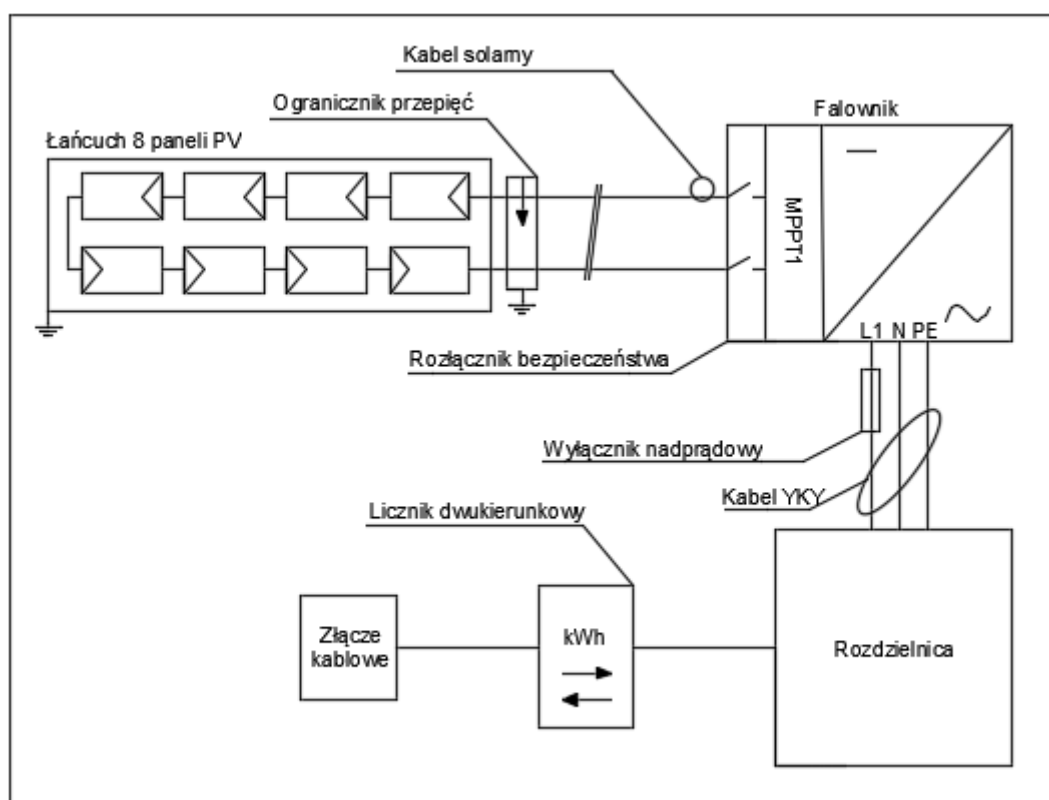 Kabel solarny
Ogranicznik przepięć
Falownik
Łańcuch 8 paneli PV
MPPT1
L1 N PE
Rozłącznik bezpieczeństwa
Wyłącznik nadprądowy
Kabel YKY
Licznik dwukierunkowy
Złącze
kablowe
kWh
Rozdzielnica